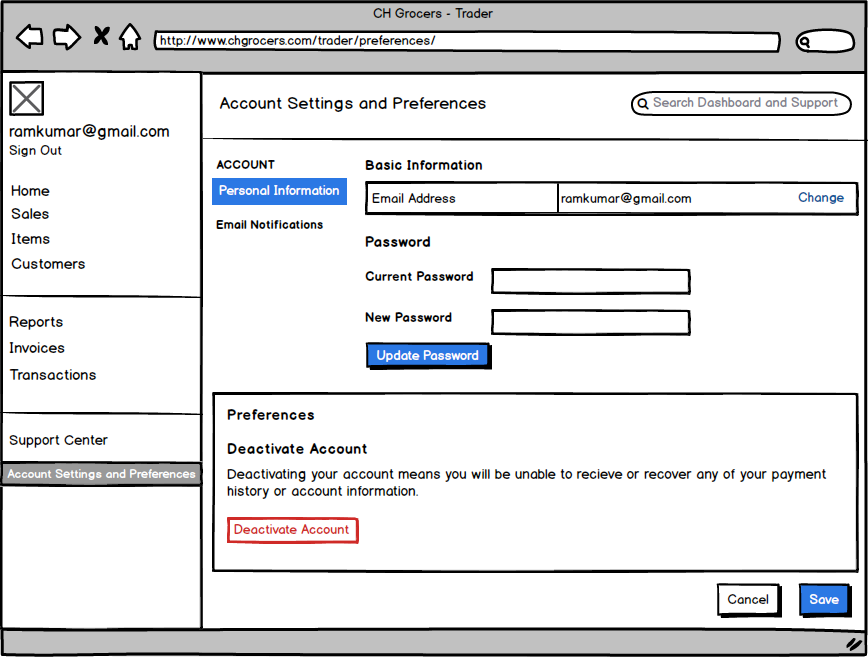 CH Grocers - Trader
http://www.chgrocers.com/trader/preferences/
ramkumar@gmail.com
Sign Out
Home
Sales
Items
Customers
Reports
Invoices
Transactions
Support Center
Account Settings and Preferences
Account Settings and Preferences
Search Dashboard and Support
ACCOUNT
Personal Information
Email Notifications
Basic Information
Email Address ramkumar@gmail.com Change
Password
Current Password
New Password
Update Password
Preferences
Deactivate Account
Deactivating your account means you will be unable to recieve or recover any of your payment
history or account information.
Deactivate Account
Cancel Save